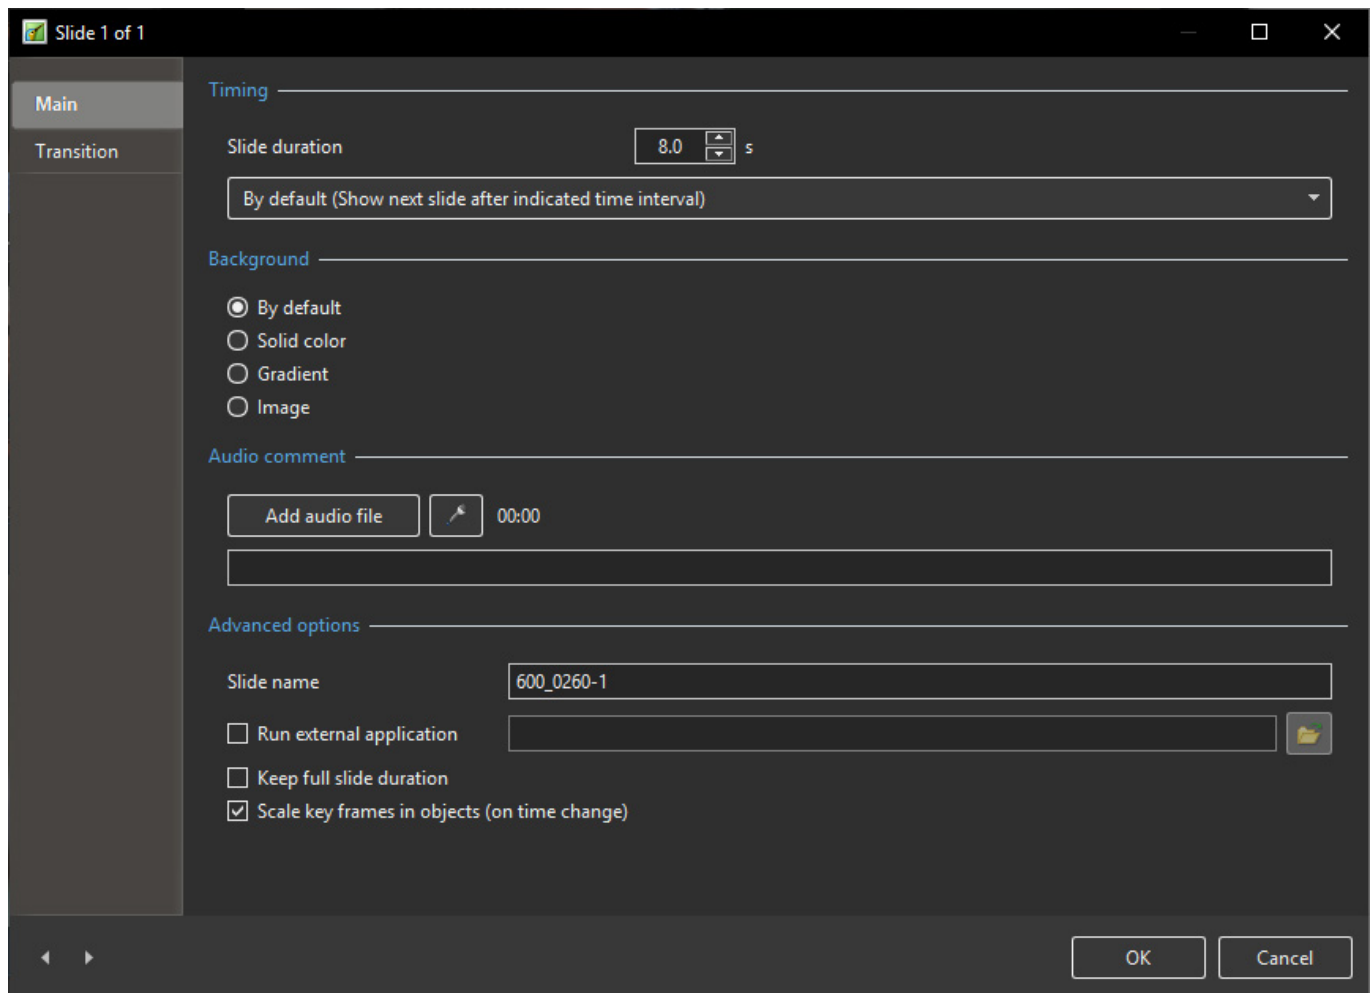 Slide 1 of 1
Main
Transition
Timing
Slide duration 8.0 s
By default (Show next slide after indicated time interval)
Background
By default
Solid color
Gradient
Image
Audio comment
Add audio file 00:00
Advanced options
Slide name 600_0260-1
Run external application
Keep full slide duration
Scale key frames in objects (on time change)
OK Cancel